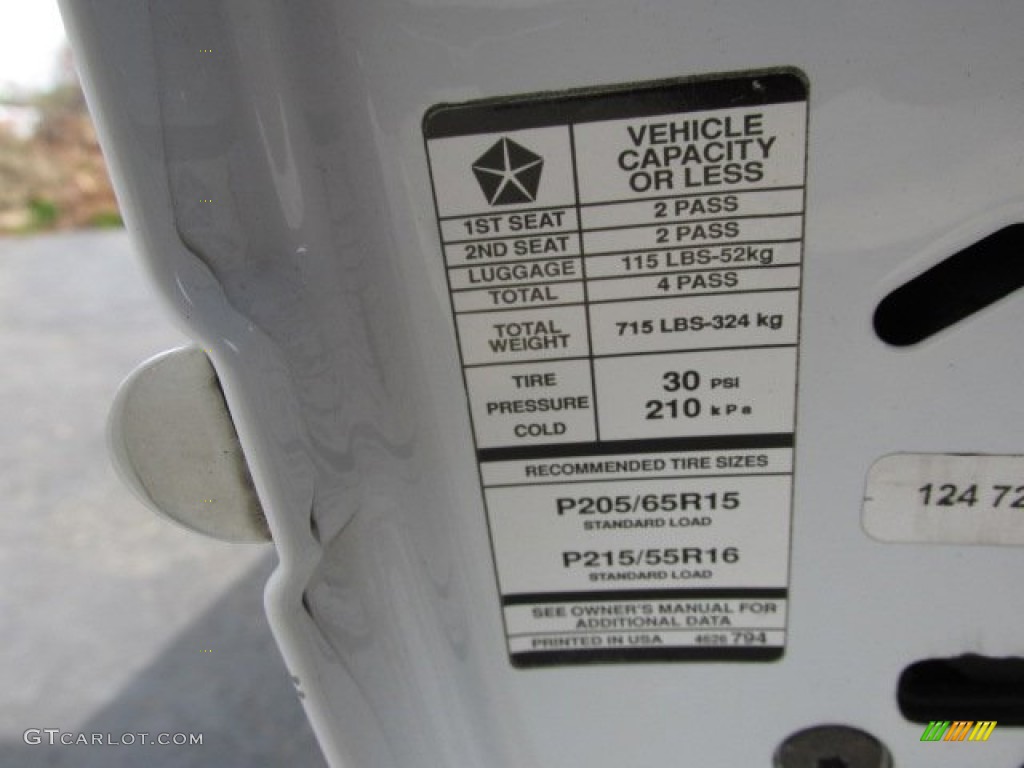 VEHICLE
CAPACITY
OR LESS
1ST SEAT 2 PASS
2ND SEAT 2 PASS
LUGGAGE 115 LBS-52kg
TOTAL 4 PASS
TOTAL
WEIGHT
715 LBS-324 kg
TIRE
PRESSURE
COLD
30 PSI
210 kPa
RECOMMENDED TIRE SIZES
P205/65R15
STANDARD LOAD
P215/55R16
STANDARD LOAD
SEE OWNER'S MANUAL FOR
ADDITIONAL DATA
PRINTED IN USA 4626 794
124 72
GTCARLOT.COM